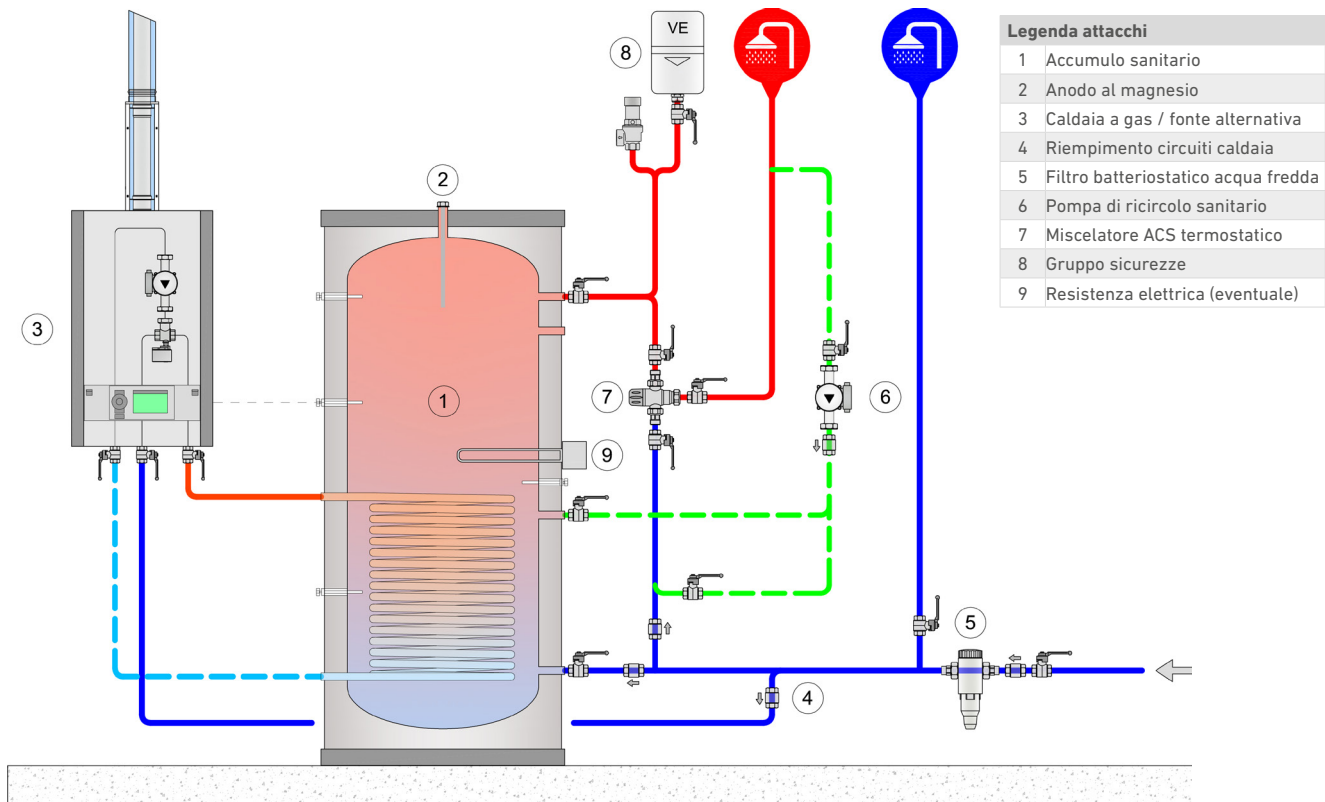 VE
8
Legenda attacchi
1 Accumulo sanitario
2 Anodo al magnesio
3 Caldaia a gas / fonte alternativa
4 Riempimento circuiti caldaia
5 Filtro batteriostatico acqua fredda
6 Pompa di ricircolo sanitario
7 Miscelatore ACS termostatico
8 Gruppo sicurezze
9 Resistenza elettrica (eventuale)
2
3
1
7
6
9
5
4